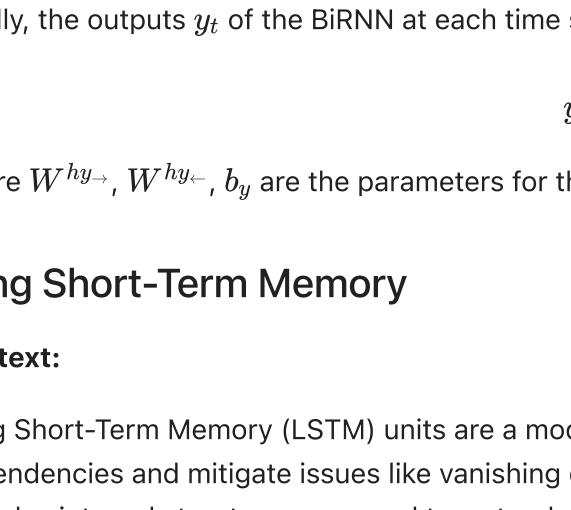 lly, the outputs y_t of the BiRNN at each time
y
re W^{hy→}, W^{hy←}, b_y are the parameters for th
ng Short-Term Memory
text:
g Short-Term Memory (LSTM) units are a mod
endencies and mitigate issues like vanishing